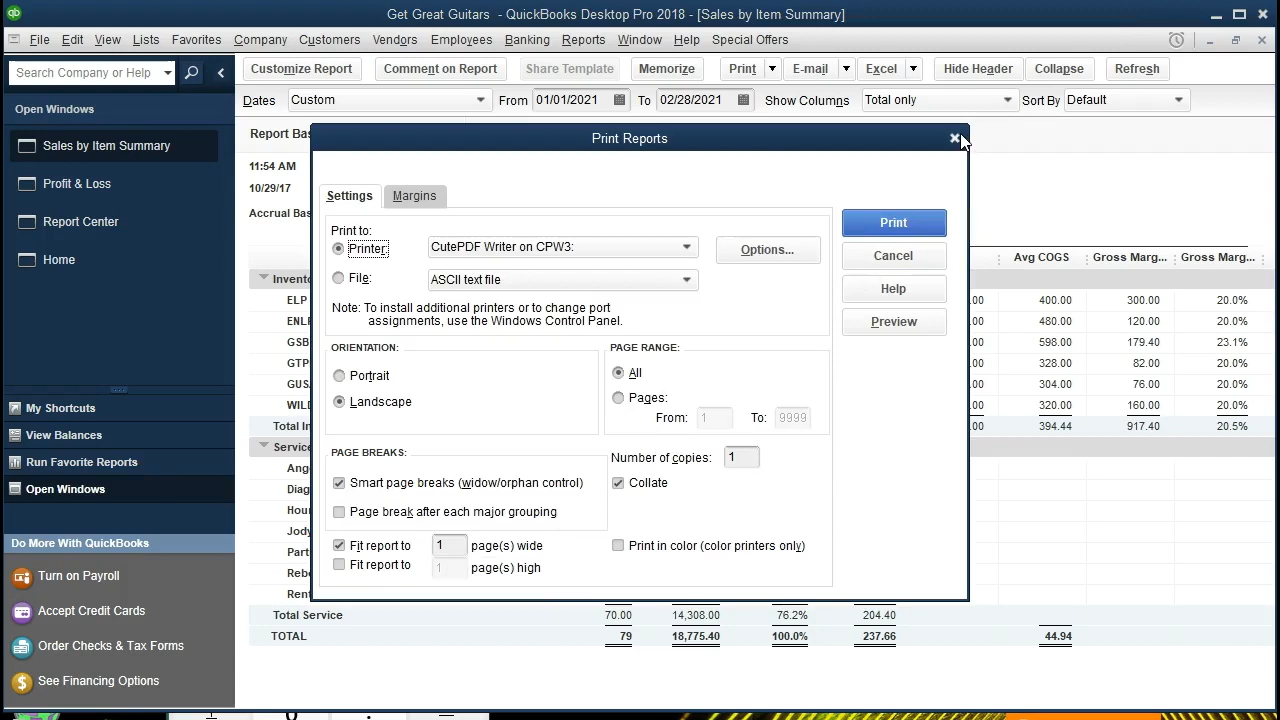 Get Great Guitars - QuickBooks Desktop Pro 2018 - [Sales by Item Summary]
File Edit View Lists Favorites Company Customers Vendors Employees Banking Reports Window Help Special Offers
Search Company or Help
Customize Report Comment on Report Share Template Memorize Print E-mail Excel Hide Header Collapse Refresh
Dates Custom From 01/01/2021 To 02/28/2021 Show Columns Total only Sort By Default
Open Windows
Sales by Item Summary
Profit & Loss
Report Center
Home
My Shortcuts
View Balances
Run Favorite Reports
Open Windows
Do More With QuickBooks
Turn on Payroll
Accept Credit Cards
Order Checks & Tax Forms
See Financing Options
Report Bas
11:54 AM
10/29/17
Accrual Bas
Print Reports
Settings Margins
Print to:
Printer: CutePDF Writer on CPW3: Options...
File: ASCII text file
Note: To install additional printers or to change port
assignments, use the Windows Control Panel.
ORIENTATION:
Portrait
Landscape
PAGE RANGE:
All
Pages:
From: 1 To: 9999
PAGE BREAKS:
Smart page breaks (widow/orphan control)
Page break after each major grouping
Number of copies: 1
Collate
Fit report to 1 page(s) wide
Fit report to 1 page(s) high
Print in color (color printers only)
Print
Cancel
Help
Preview
Avg COGS Gross Marg... Gross Marg...
Invento
ELP .00 400.00 300.00 20.0%
ENLF .00 480.00 120.00 20.0%
GSB .00 598.00 179.40 23.1%
GTP .00 328.00 82.00 20.0%
GUS .00 304.00 76.00 20.0%
WILD .00 320.00 160.00 20.0%
Total In .00 394.44 917.40 20.5%
Service
Ange
Diag
Hour
Jody
Part
Rebe
Rent
Total Service 70.00 14,308.00 76.2% 204.40
TOTAL 79 18,775.40 100.0% 237.66 44.94